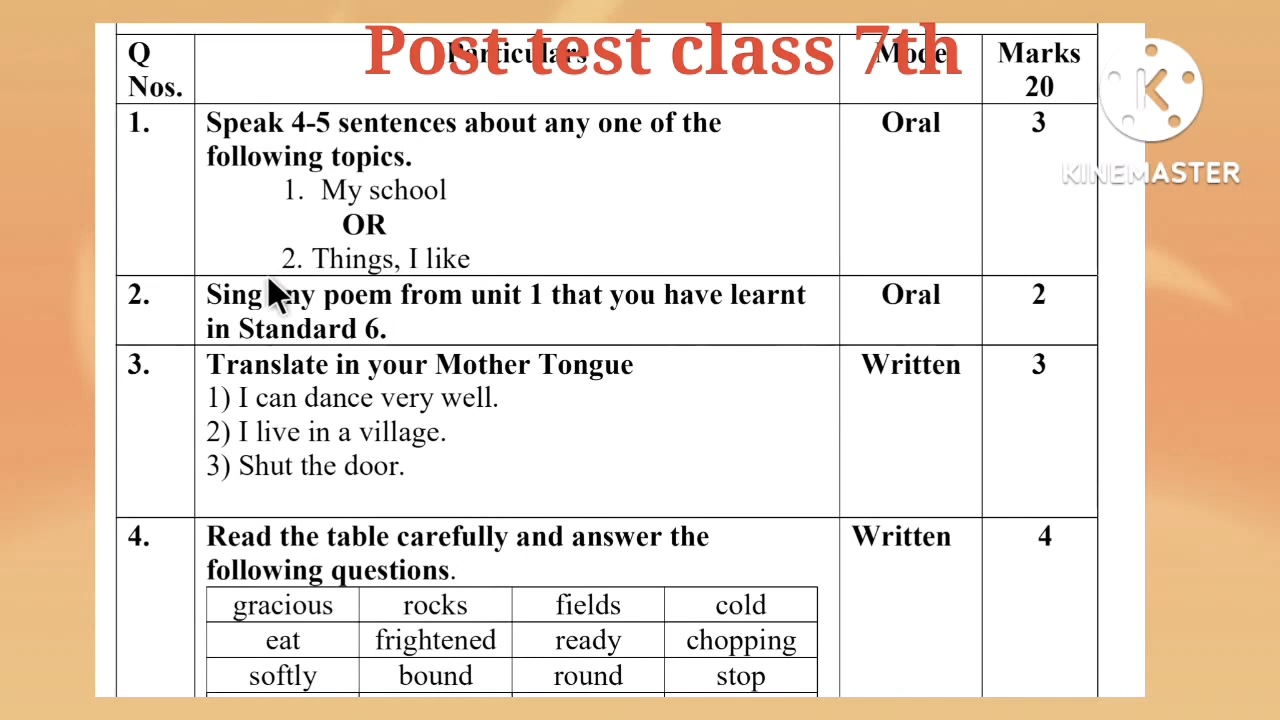 Post test class 7th
Q Nos. Particulars Mode Marks 20
1. Speak 4-5 sentences about any one of the Oral 3
following topics.
1. My school
OR
2. Things, I like
2. Sing any poem from unit 1 that you have learnt Oral 2
in Standard 6.
3. Translate in your Mother Tongue Written 3
1) I can dance very well.
2) I live in a village.
3) Shut the door.
4. Read the table carefully and answer the Written 4
following questions.
gracious rocks fields cold
eat frightened ready chopping
softly bound round stop
K
KINEMASTER